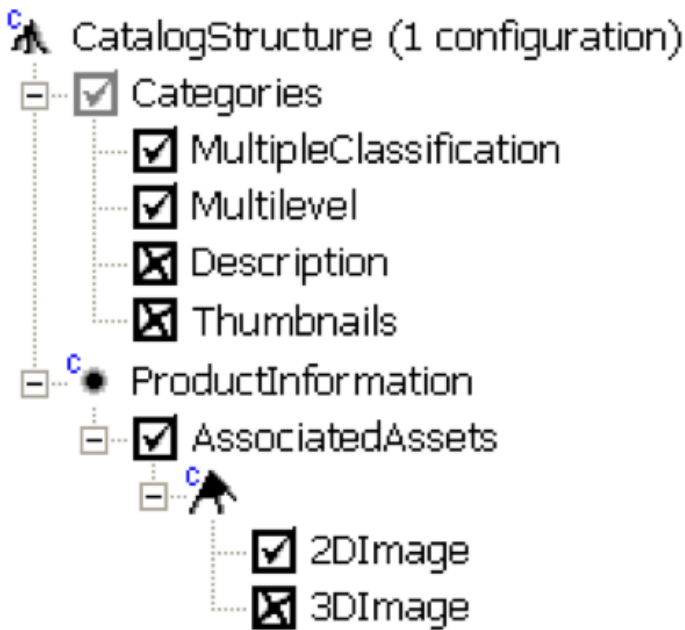 C CatalogStructure (1 configuration)
Categories
MultipleClassification
Multilevel
Description
Thumbnails
C ProductInformation
AssociatedAssets
C
2DImage
3DImage